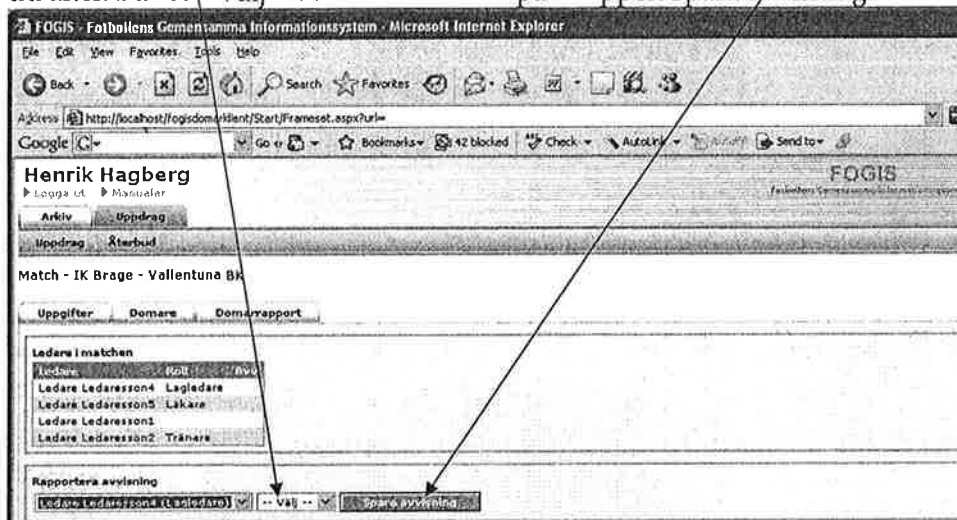 FOGIS - Fotbollens Gemensamma Informationssystem - Microsoft Internet Explorer
File Edit View Favorites Tools Help
Back Search Favorites
Address http://localhost/fogisdomarklient/Start/Frameset.aspx?url=
Google G Go Bookmarks 42 blocked Check AutoLink Send to
Henrik Hagberg FOGIS
Logga ut Manualer
Arkiv Uppdrag
Uppdrag Återbud
Match - IK Brage - Vallentuna BK
Uppgifter Domare Domarrapport
Ledare i matchen
Ledare Roll Avv
Ledare Ledaresson4 Lagledare
Ledare Ledaresson5 Läkare
Ledare Ledaresson1
Ledare Ledaresson2 Tränare
Rapportera avvisning
Ledare Ledaresson4 (Lagledare) -- Välj -- Spara avvisning